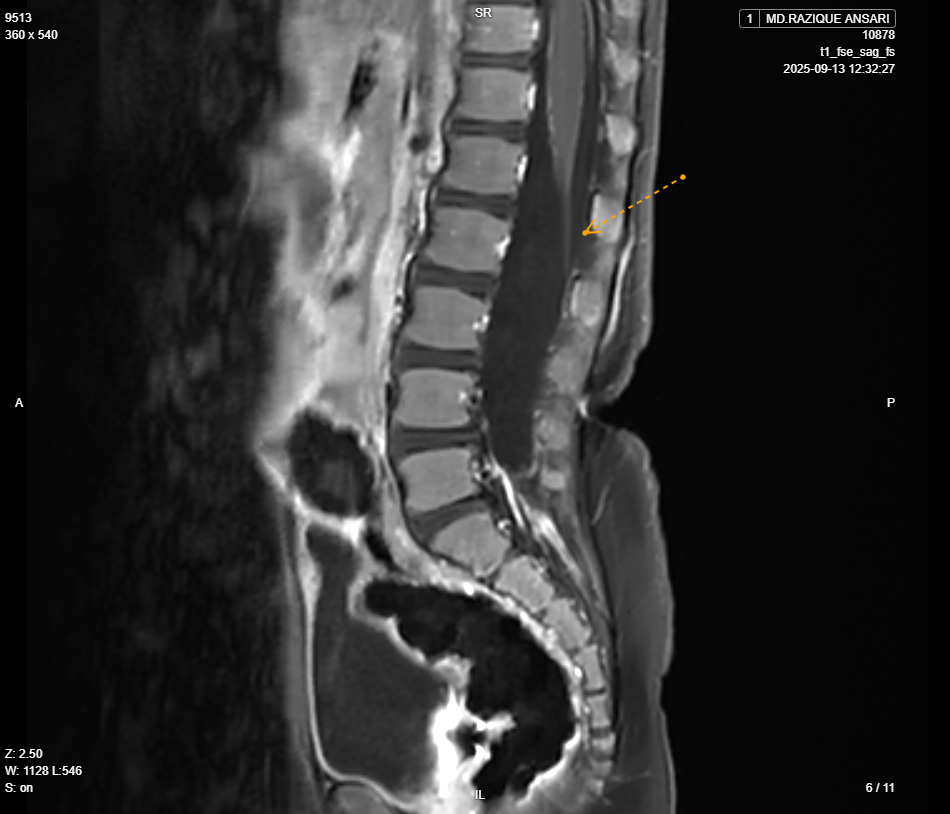 9513
360 x 540
SR
1 MD.RAZIQUE ANSARI
10878
t1_fse_sag_fs
2025-09-13 12:32:27
A
P
Z: 2.50
W: 1128 L:546
S: on
IL
6 / 11